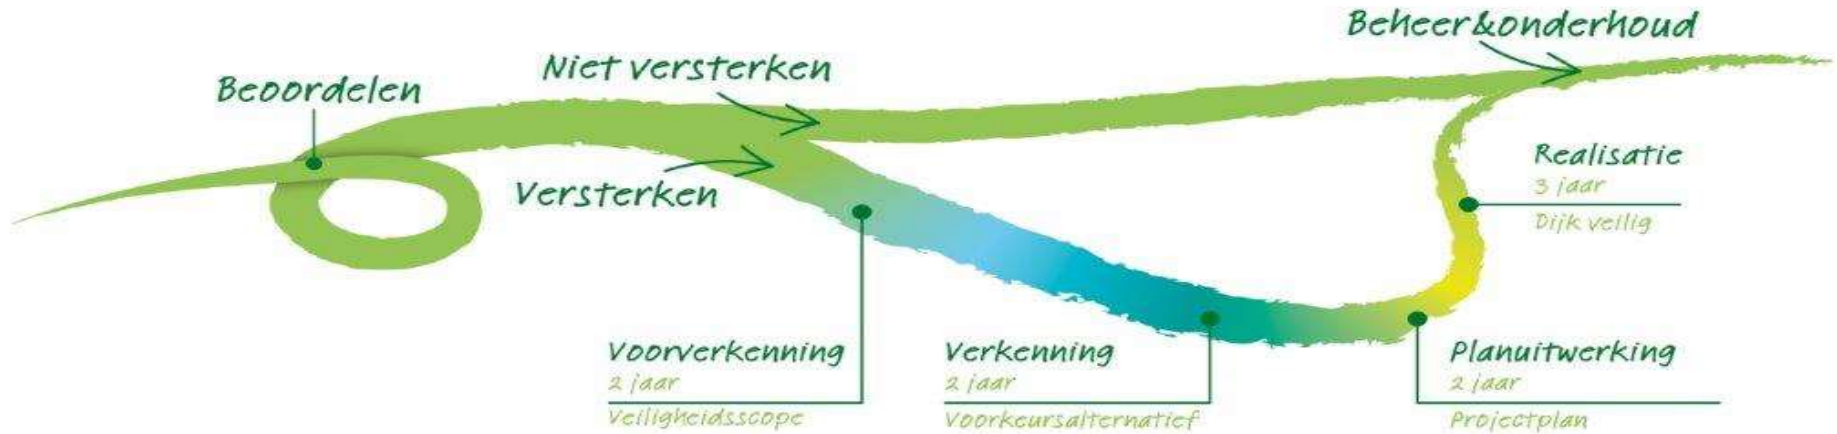 Beheer&onderhoud
Niet versterken
Beoordelen
Versterken
Realisatie
3 jaar
Dijk veilig
Voorverkenning
2 jaar
Veiligheidsscope
Verkenning
2 jaar
Voorkeursalternatief
Planuitwerking
2 jaar
Projectplan